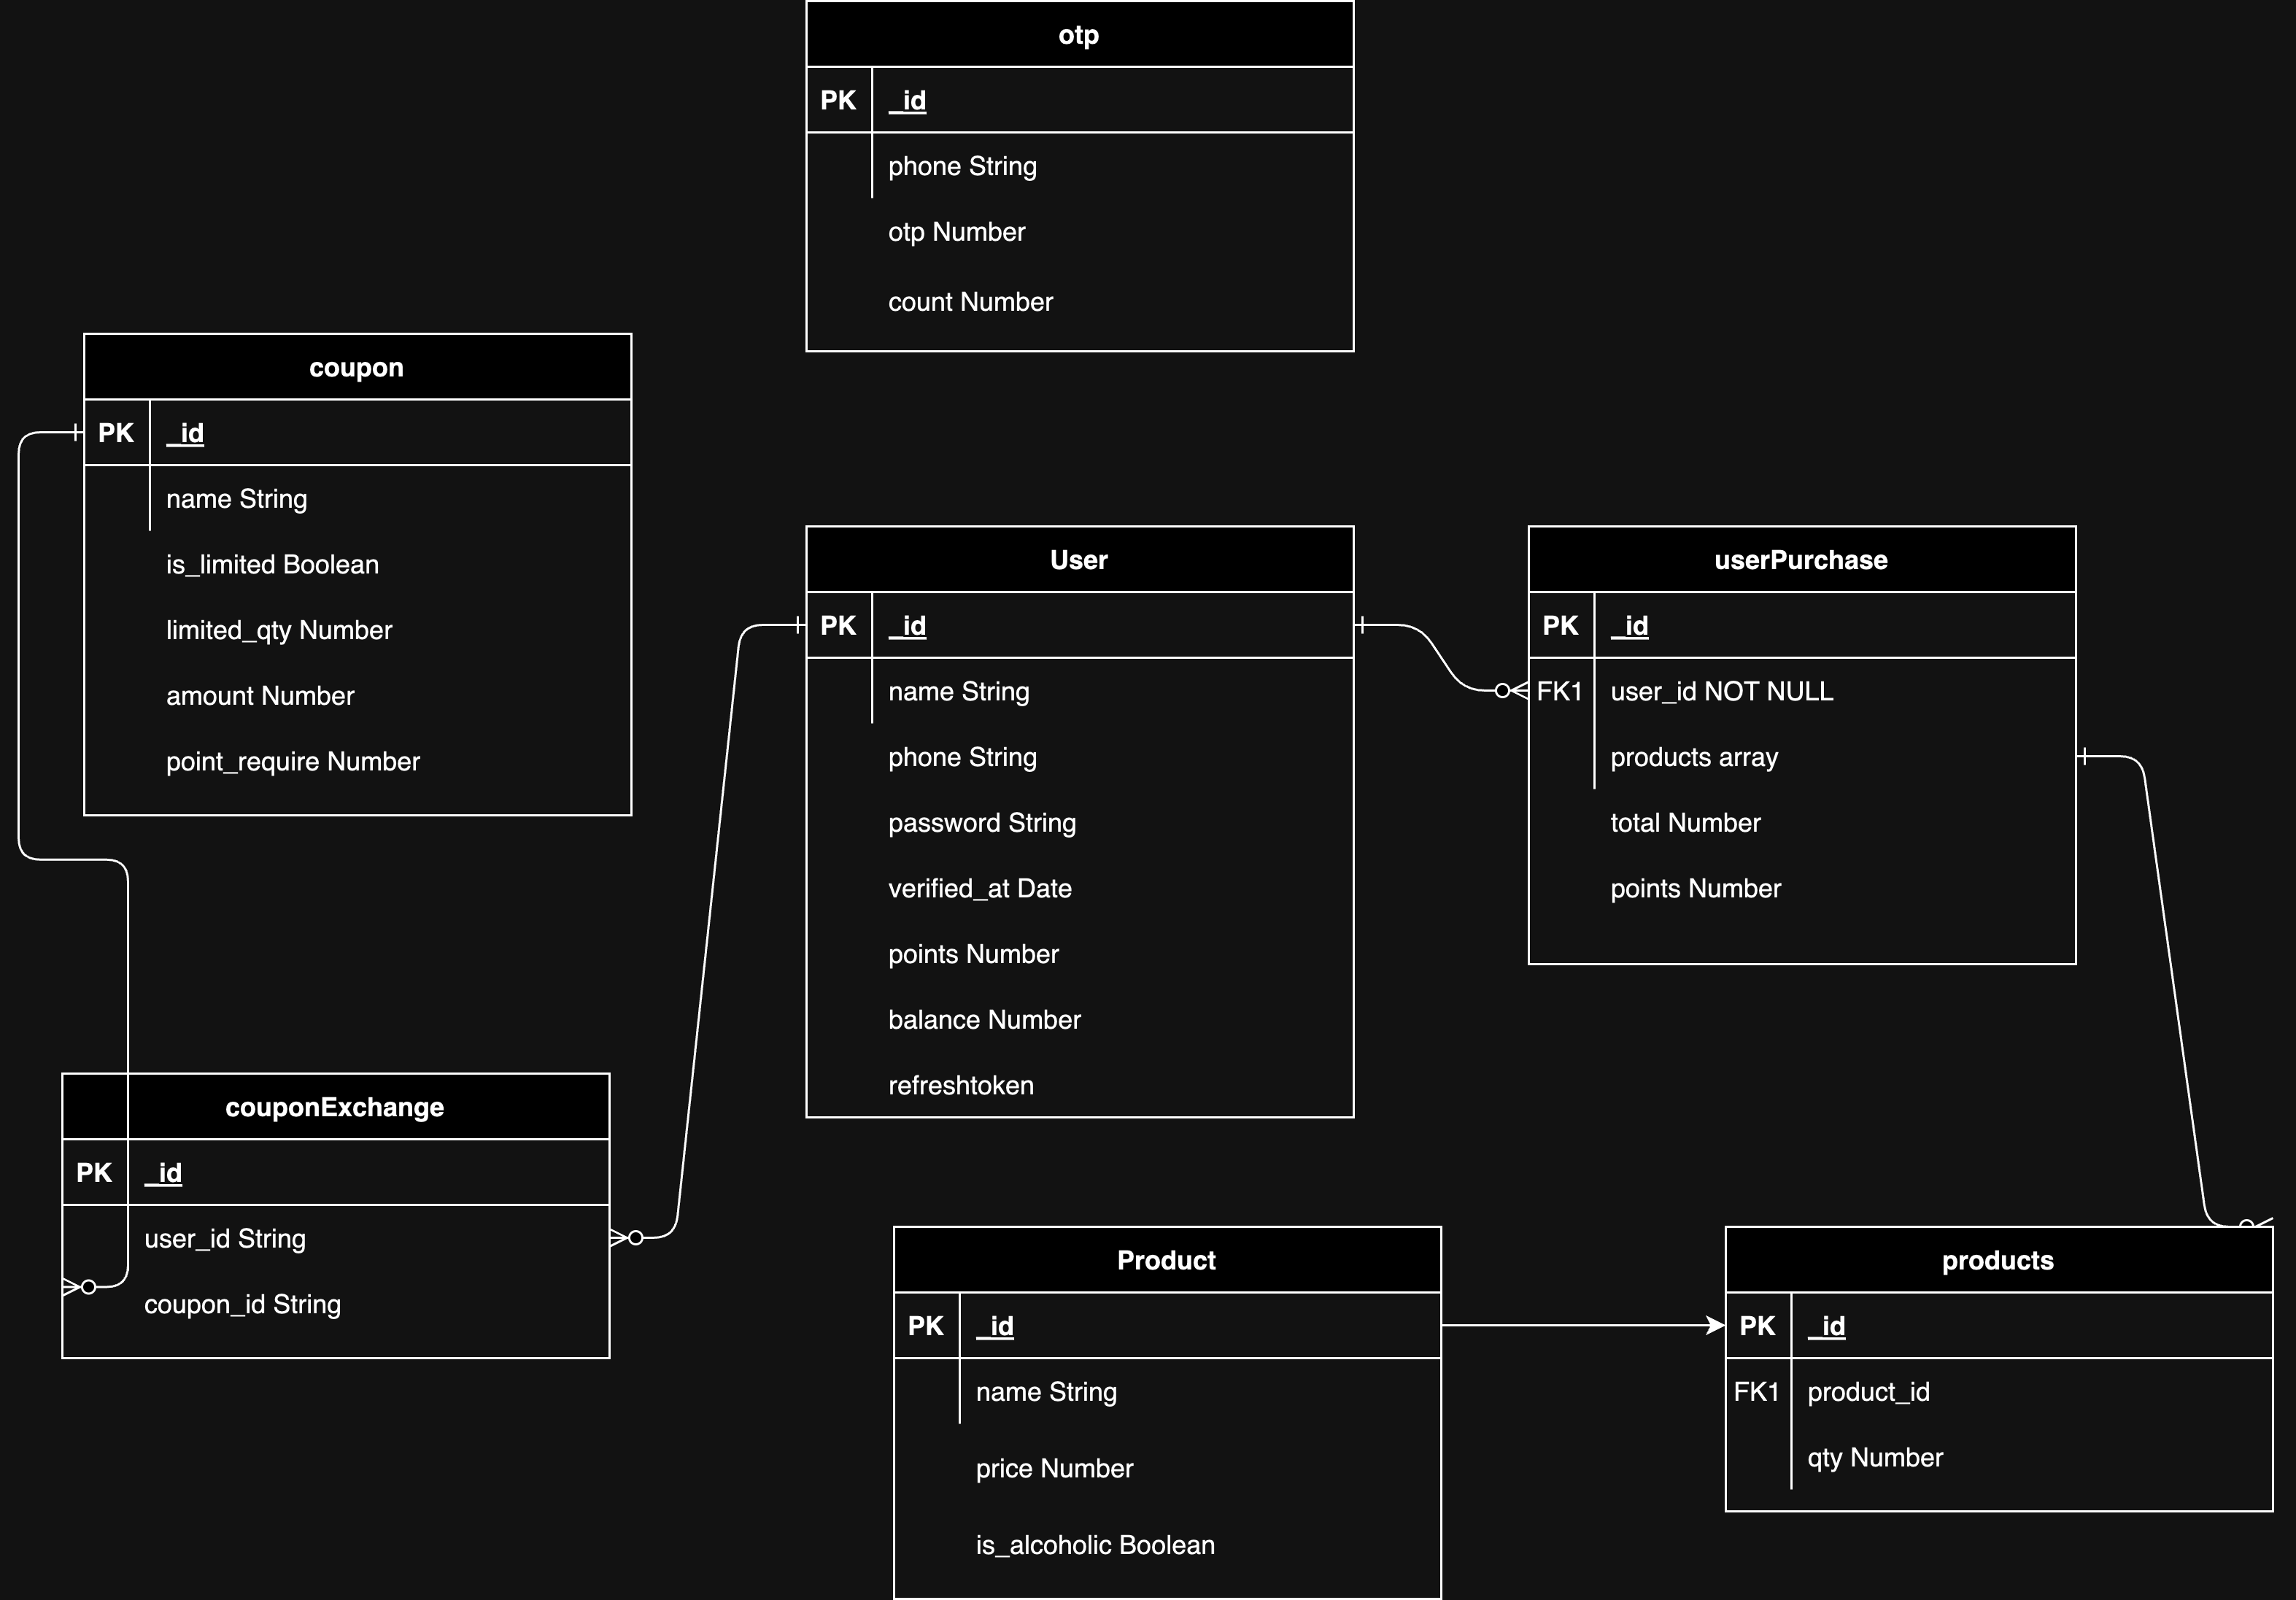 otp
PK _id
phone String
otp Number
count Number
coupon
PK _id
name String
is_limited Boolean
limited_qty Number
amount Number
point_require Number
User
PK _id
name String
phone String
password String
verified_at Date
points Number
balance Number
refreshtoken
userPurchase
PK _id
FK1 user_id NOT NULL
products array
total Number
points Number
couponExchange
PK _id
user_id String
coupon_id String
Product
PK _id
name String
price Number
is_alcoholic Boolean
products
PK _id
FK1 product_id
qty Number